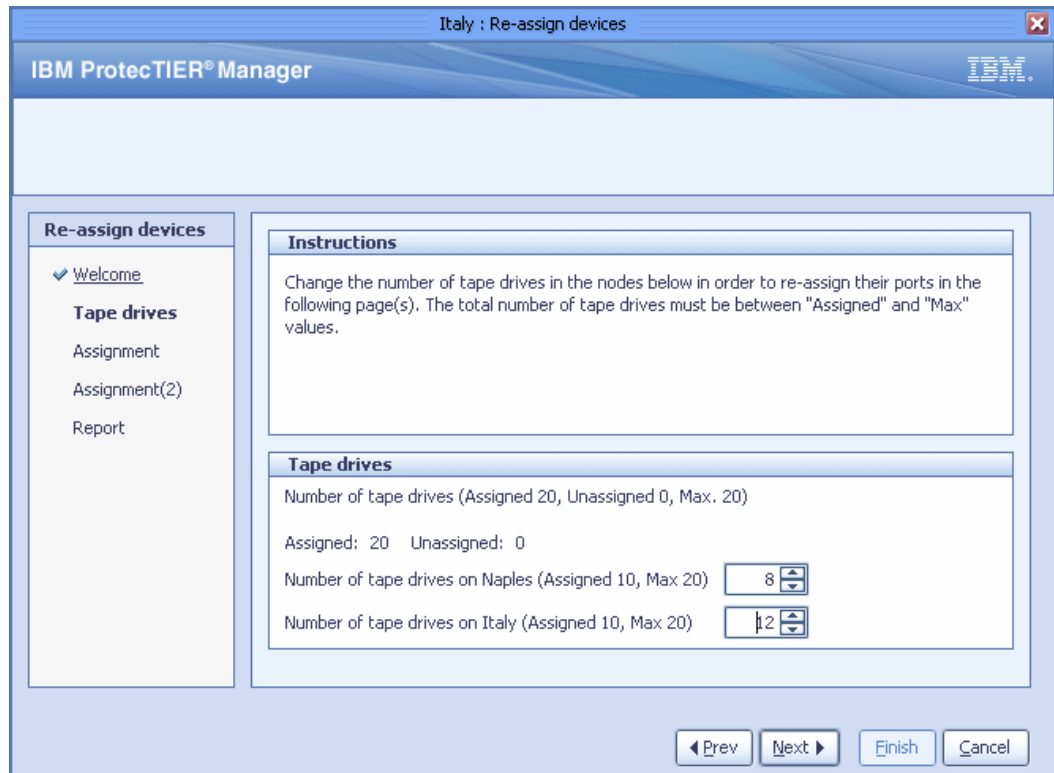 Italy : Re-assign devices
IBM ProtecTIER® Manager
IBM.
Re-assign devices
Welcome
Tape drives
Assignment
Assignment(2)
Report
Instructions
Change the number of tape drives in the nodes below in order to re-assign their ports in the
following page(s). The total number of tape drives must be between "Assigned" and "Max"
values.
Tape drives
Number of tape drives (Assigned 20, Unassigned 0, Max. 20)
Assigned: 20 Unassigned: 0
Number of tape drives on Naples (Assigned 10, Max 20) 8
Number of tape drives on Italy (Assigned 10, Max 20) 12
Prev Next Finish Cancel